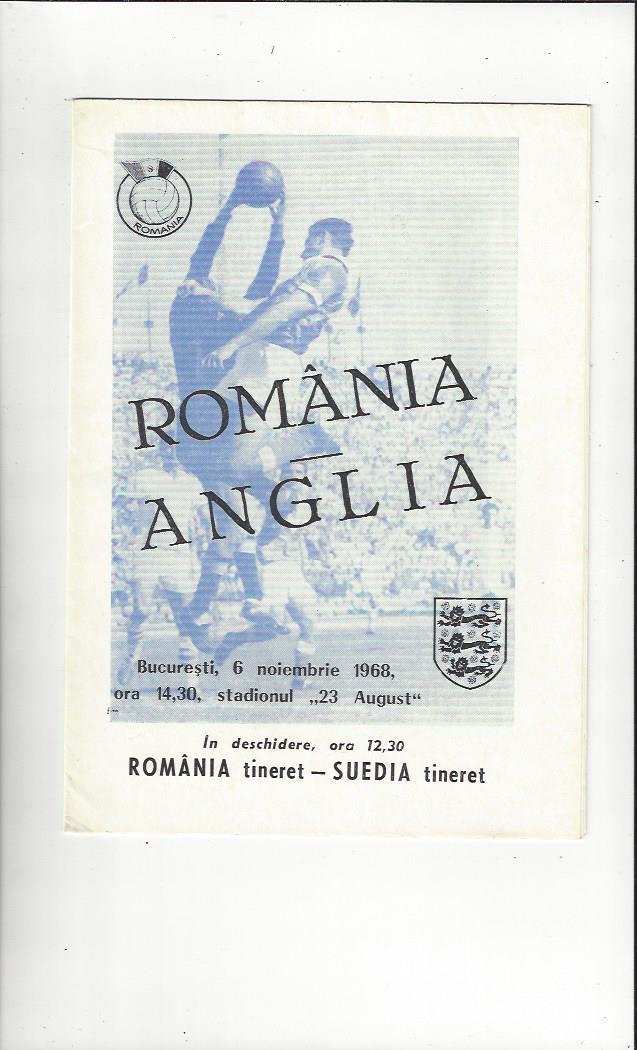 S
ROMANIA
ROMÂNIA
—
ANGLIA
Bucureşti, 6 noiembrie 1968,
ora 14,30, stadionul „23 August“
În deschidere, ora 12,30
ROMÂNIA tineret — SUEDIA tineret